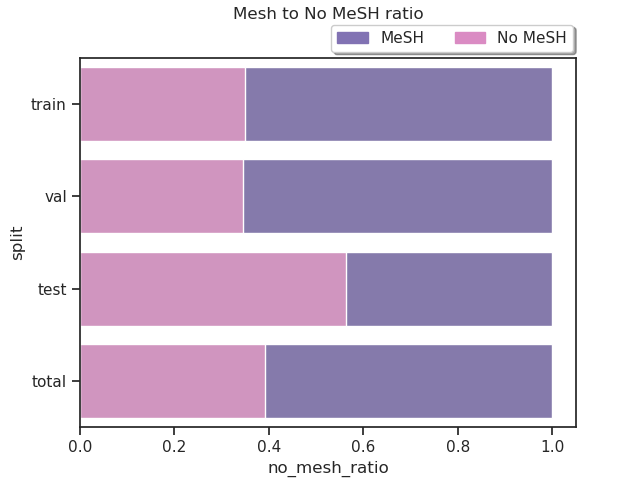 Mesh to No MeSH ratio
MeSH No MeSH
train
val
test
total
split
0.0 0.2 0.4 0.6 0.8 1.0
no_mesh_ratio